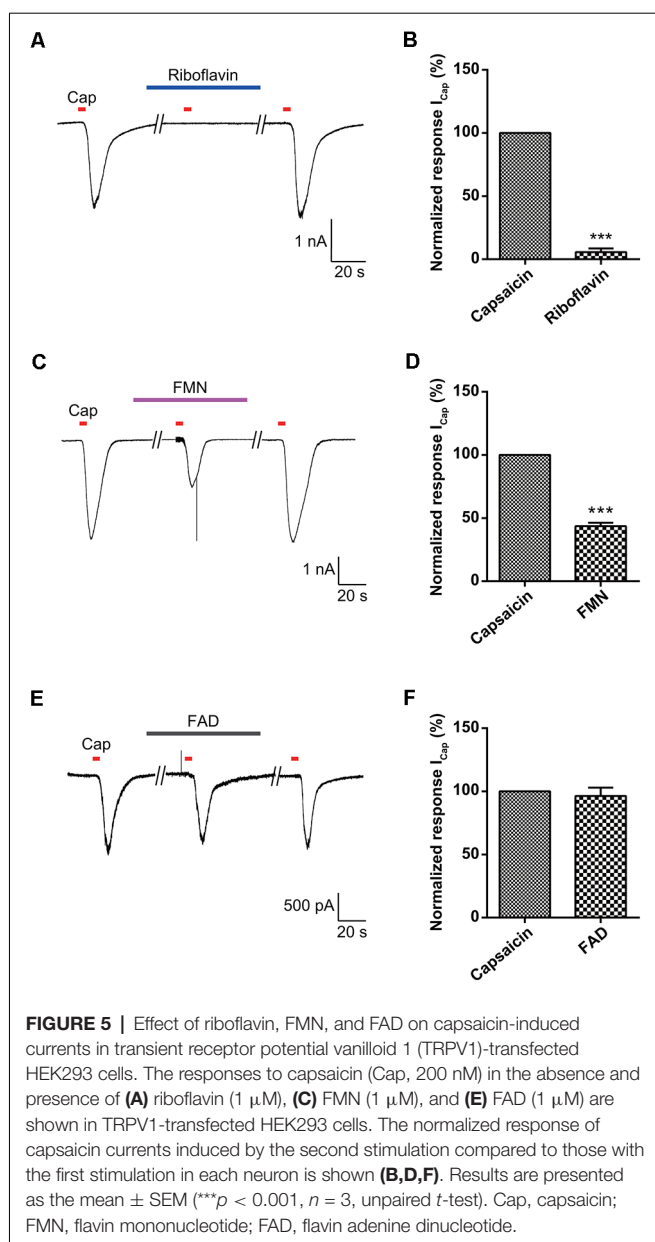 A
Riboflavin
Cap
1 nA
20 s
B
Normalized response I_Cap (%)
150
100
50
0
***
Capsaicin
Riboflavin
C
FMN
Cap
1 nA
20 s
D
Normalized response I_Cap (%)
150
100
50
0
***
Capsaicin
FMN
E
FAD
Cap
500 pA
20 s
F
Normalized response I_Cap (%)
150
100
50
0
Capsaicin
FAD
FIGURE 5 | Effect of riboflavin, FMN, and FAD on capsaicin-induced
currents in transient receptor potential vanilloid 1 (TRPV1)-transfected
HEK293 cells. The responses to capsaicin (Cap, 200 nM) in the absence and
presence of (A) riboflavin (1 μM), (C) FMN (1 μM), and (E) FAD (1 μM) are
shown in TRPV1-transfected HEK293 cells. The normalized response of
capsaicin currents induced by the second stimulation compared to those with
the first stimulation in each neuron is shown (B,D,F). Results are presented
as the mean ± SEM (***p < 0.001, n = 3, unpaired t-test). Cap, capsaicin;
FMN, flavin mononucleotide; FAD, flavin adenine dinucleotide.